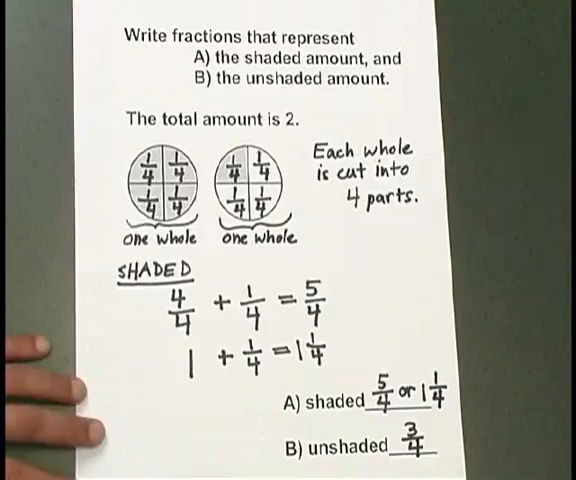 Write fractions that represent
A) the shaded amount, and
B) the unshaded amount.
The total amount is 2.
1/4 1/4 1/4 1/4
1/4 1/4 1/4 1/4
Each whole
is cut into
4 parts.
one whole one whole
SHADED
4/4 + 1/4 = 5/4
1 + 1/4 = 1 1/4
A) shaded 5/4 or 1 1/4
B) unshaded 3/4